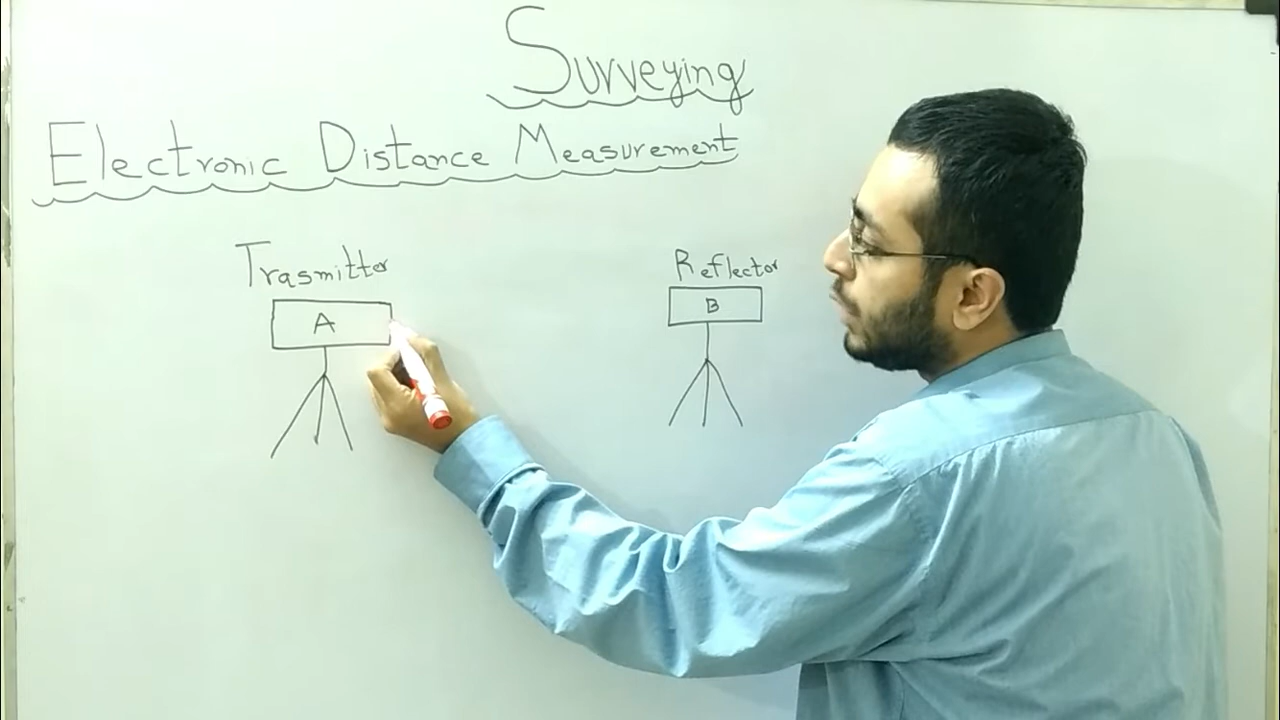 Surveying
Electronic Distance Measurement
Trasmitter Reflector
A B